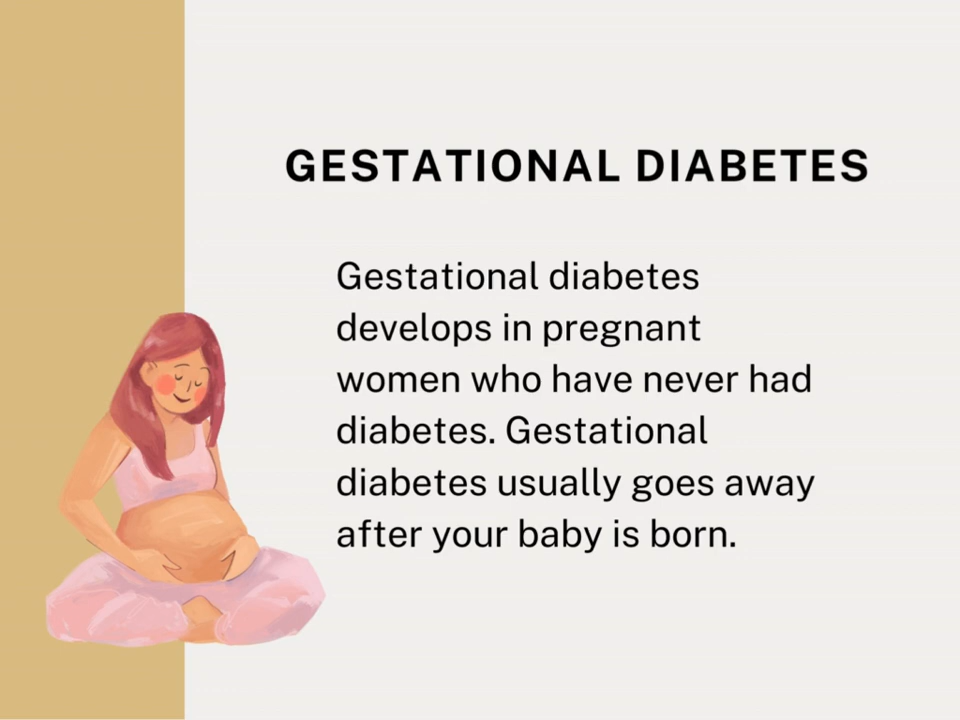 GESTATIONAL DIABETES
Gestational diabetes
develops in pregnant
women who have never had
diabetes. Gestational
diabetes usually goes away
after your baby is born.